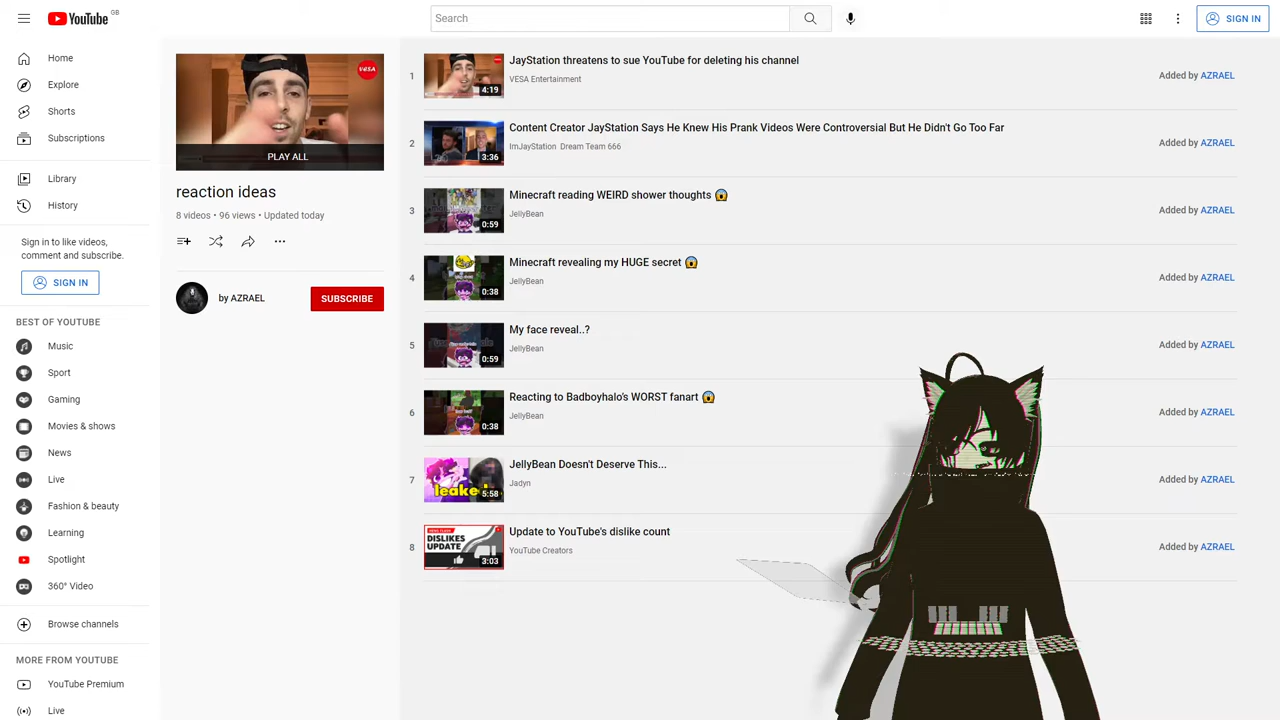 YouTube GB
Search
SIGN IN
Home
Explore
Shorts
Subscriptions
Library
History
Sign in to like videos,
comment and subscribe.
SIGN IN
BEST OF YOUTUBE
Music
Sport
Gaming
Movies & shows
News
Live
Fashion & beauty
Learning
Spotlight
360° Video
Browse channels
MORE FROM YOUTUBE
YouTube Premium
Live
VESA
PLAY ALL
reaction ideas
8 videos • 96 views • Updated today
by AZRAEL
SUBSCRIBE
1
4:19
JayStation threatens to sue YouTube for deleting his channel
VESA Entertainment
Added by AZRAEL
2
3:36
Content Creator JayStation Says He Knew His Prank Videos Were Controversial But He Didn't Go Too Far
ImJayStation Dream Team 666
Added by AZRAEL
3
0:59
Minecraft reading WEIRD shower thoughts 😱
JellyBean
Added by AZRAEL
4
0:38
Minecraft revealing my HUGE secret 😱
JellyBean
Added by AZRAEL
5
0:59
My face reveal..?
JellyBean
Added by AZRAEL
6
0:38
Reacting to Badboyhalo's WORST fanart 😱
JellyBean
Added by AZRAEL
7
leaked
5:58
JellyBean Doesn't Deserve This...
Jadyn
Added by AZRAEL
8
DISLIKES
UPDATE
3:03
Update to YouTube's dislike count
YouTube Creators
Added by AZRAEL